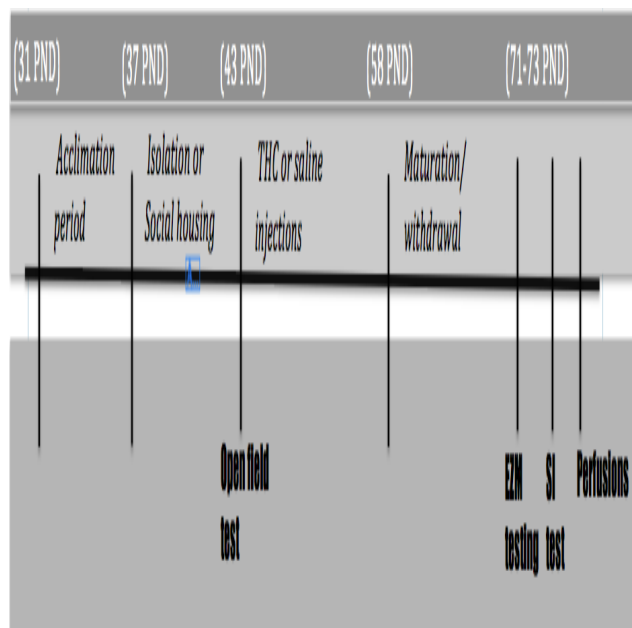 (31 PND) (37 PND) (43 PND) (58 PND) (71-73 PND)
Acclimation
period
Isolation or
Social housing
THC or saline
injections
Maturation/
withdrawal
Open field
test
EZM
testing
SI
test
Perfusions